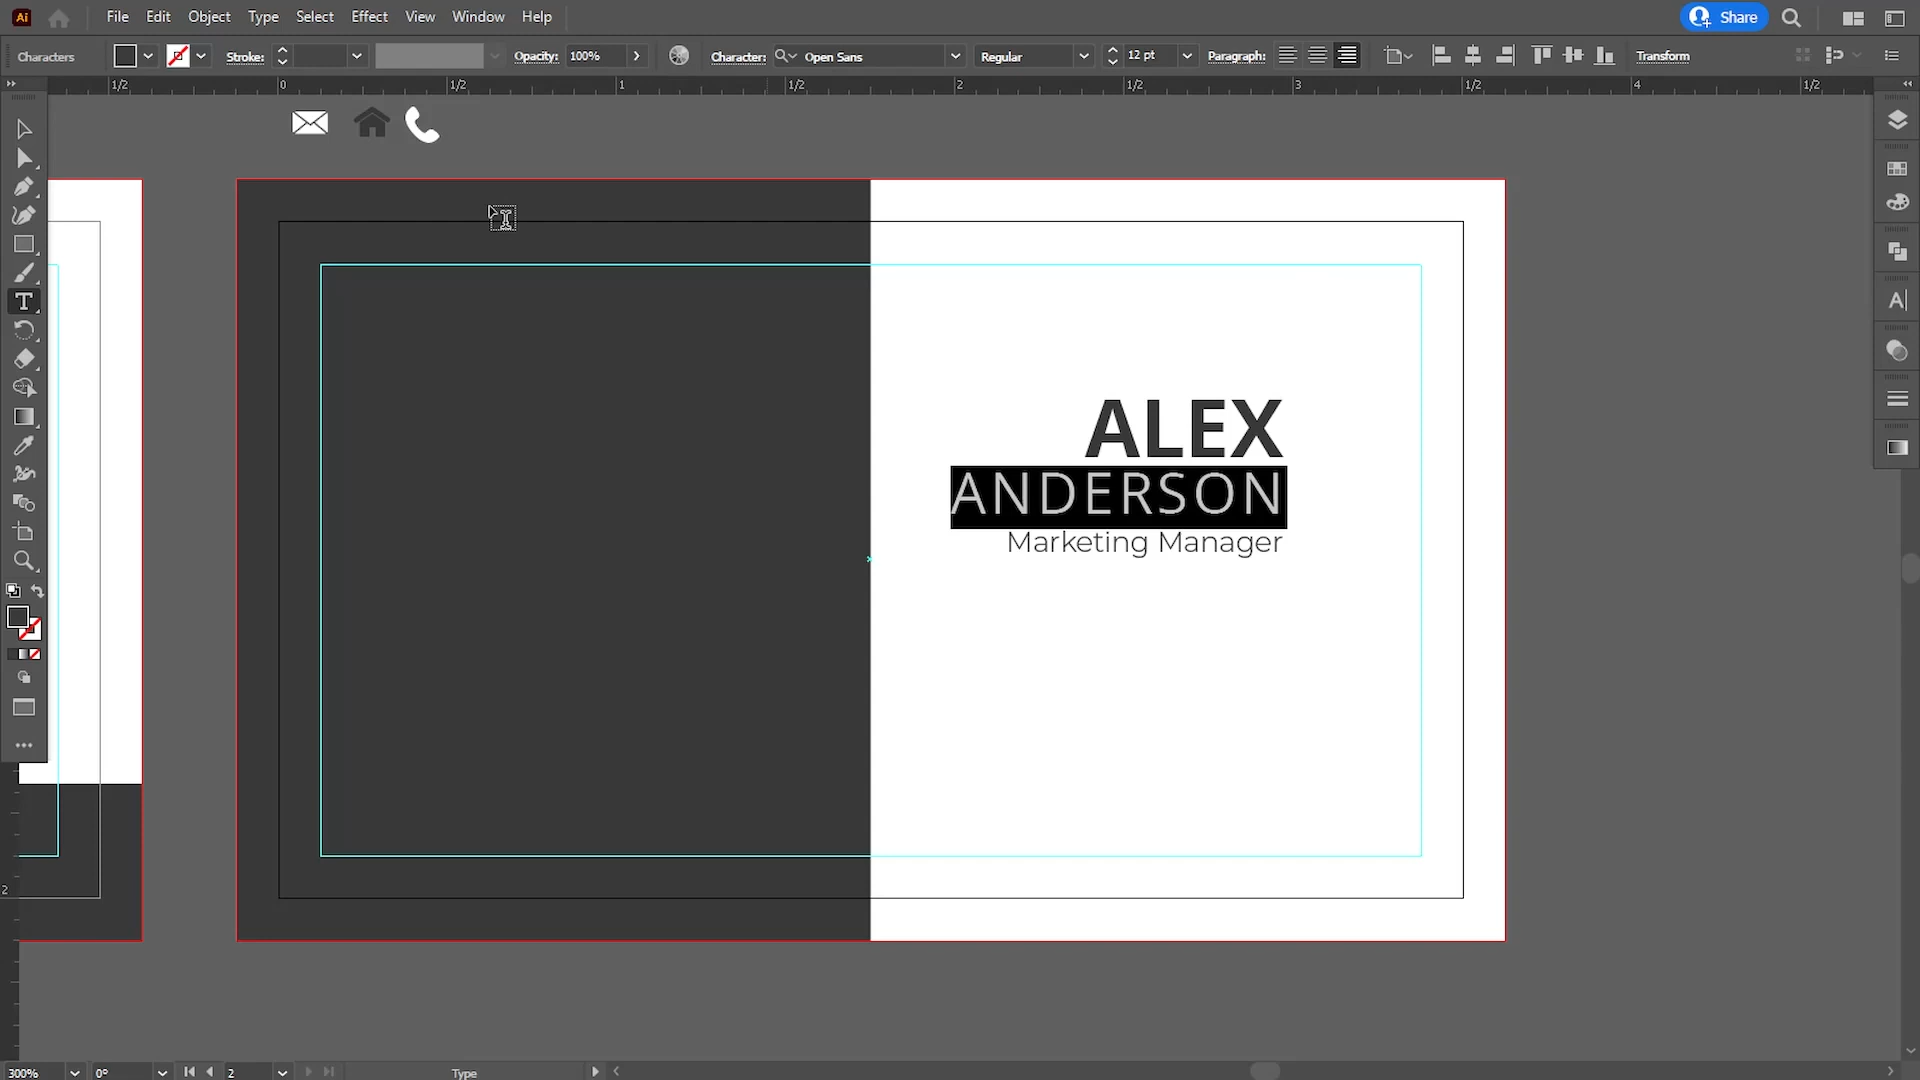 Ai File Edit Object Type Select Effect View Window Help Share
Characters Stroke: Opacity: 100% Character: Open Sans Regular 12 pt Paragraph: Transform
1/2 0 1/2 1 1/2 2 1/2 3 1/2 4 1/2
ALEX
ANDERSON
Marketing Manager
2
300% 0° 2 Type